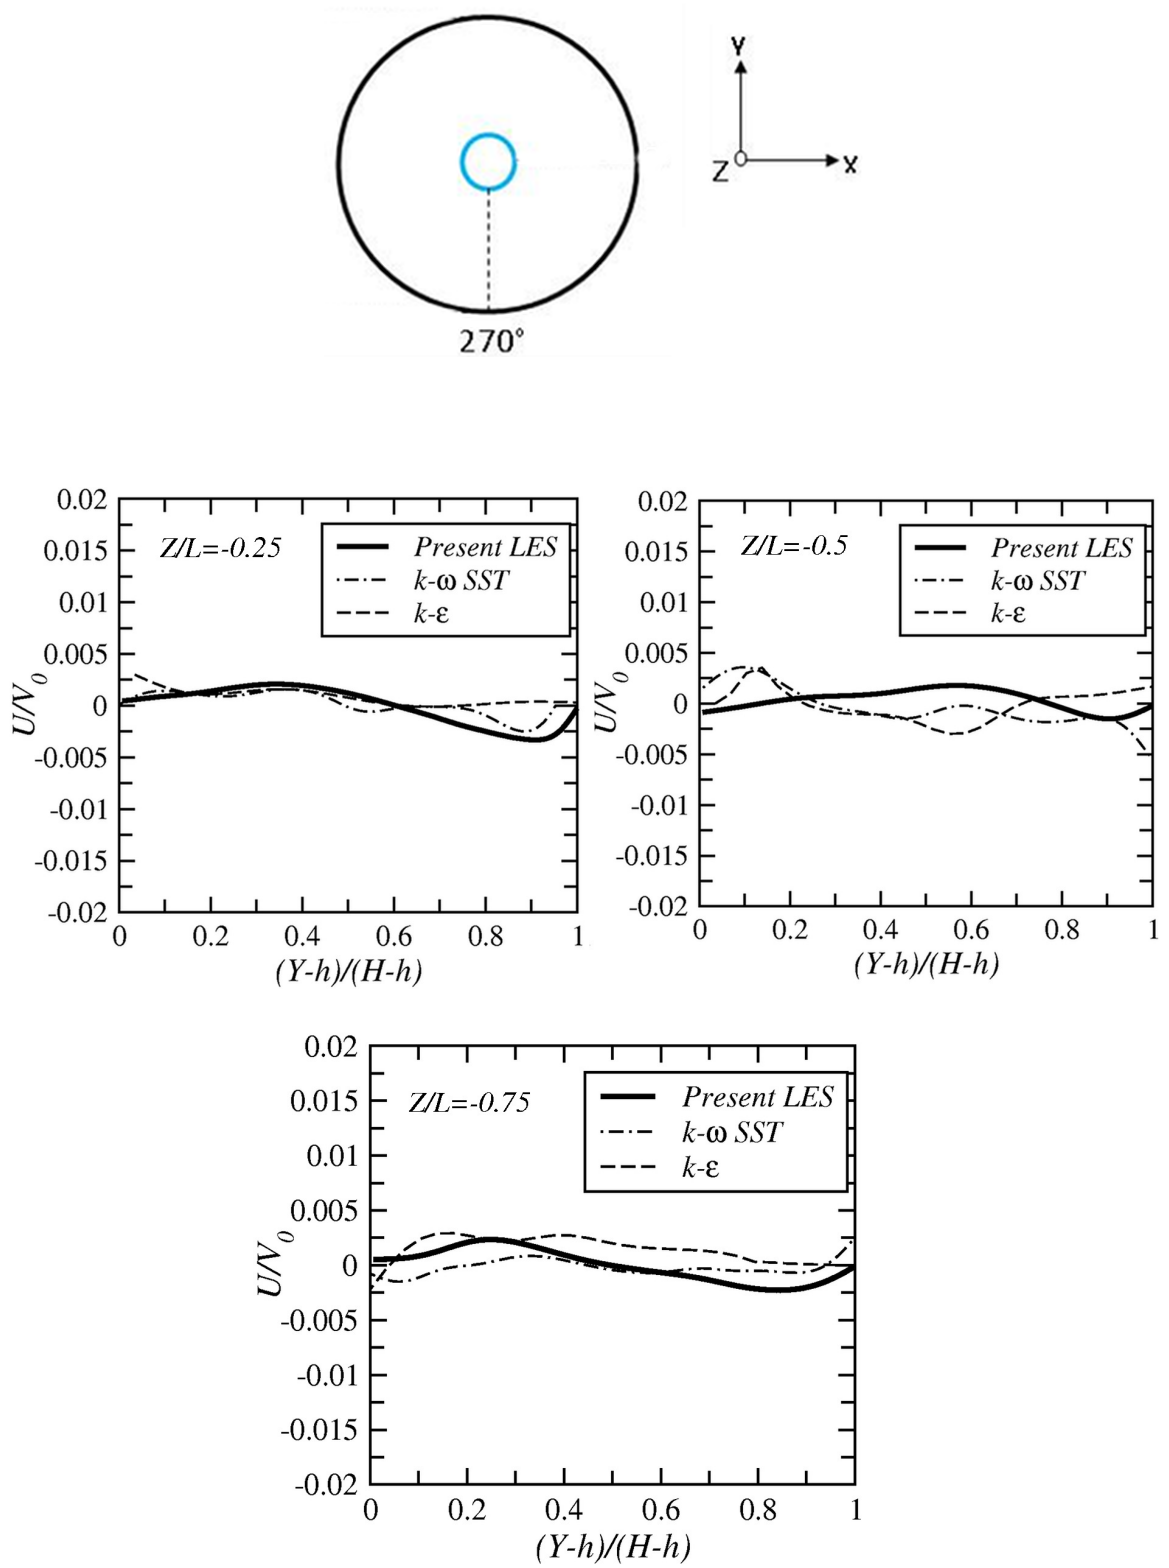 Y
Z
X
270°
Z/L=-0.25
Present LES
k-ω SST
k-ε
0.02
0.015
0.01
0.005
0
-0.005
-0.01
-0.015
-0.02
U/V0
0 0.2 0.4 0.6 0.8 1
(Y-h)/(H-h)
Z/L=-0.5
Present LES
k-ω SST
k-ε
0.02
0.015
0.01
0.005
0
-0.005
-0.01
-0.015
-0.02
U/V0
0 0.2 0.4 0.6 0.8 1
(Y-h)/(H-h)
Z/L=-0.75
Present LES
k-ω SST
k-ε
0.02
0.015
0.01
0.005
0
-0.005
-0.01
-0.015
-0.02
U/V0
0 0.2 0.4 0.6 0.8 1
(Y-h)/(H-h)